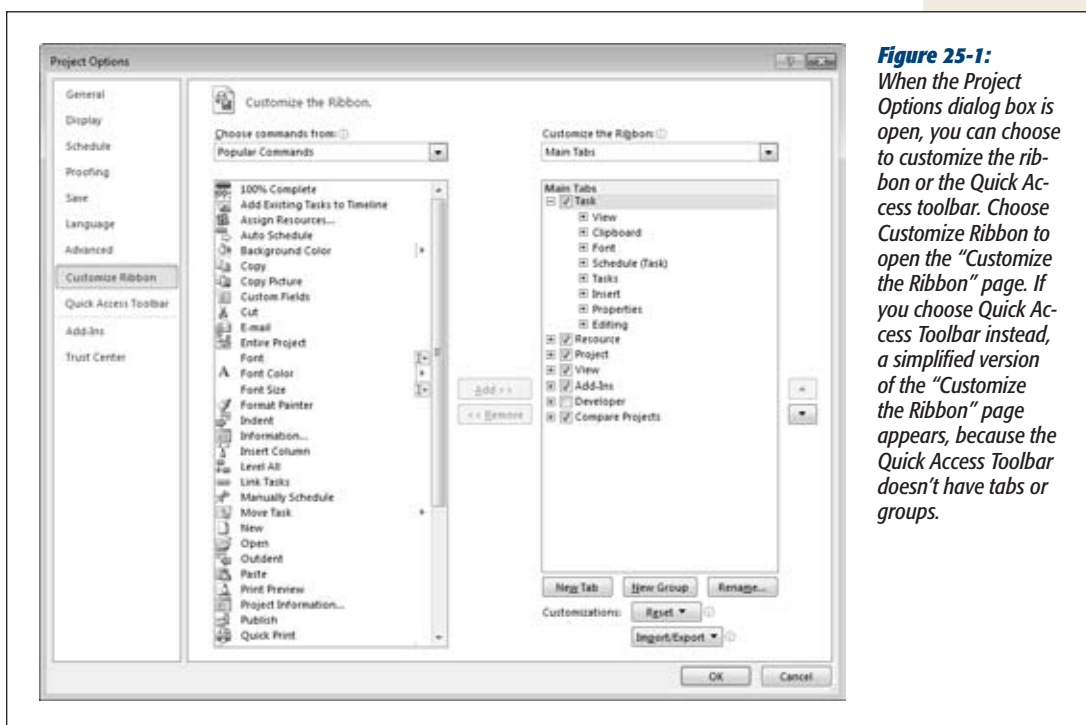 Project Options
General
Display
Schedule
Proofing
Save
Language
Advanced
Customize Ribbon
Quick Access Toolbar
Add-Ins
Trust Center
Customize the Ribbon.
Choose commands from:
Popular Commands
100% Complete
Add Existing Tasks to Timeline
Assign Resources...
Auto Schedule
Background Color
Copy
Copy Picture
Custom Fields
Cut
E-mail
Entire Project
Font
Font Color
Font Size
Format Painter
Indent
Information...
Insert Column
Level All
Link Tasks
Manually Schedule
Move Task
New
Open
Outdent
Paste
Print Preview
Project Information...
Publish
Quick Print
Add >>
<< Remove
Customize the Ribbon:
Main Tabs
Main Tabs
Task
View
Clipboard
Font
Schedule (Task)
Tasks
Insert
Properties
Editing
Resource
Project
View
Add-Ins
Developer
Compare Projects
New Tab
New Group
Rename...
Customizations:
Reset
Import/Export
OK
Cancel
Figure 25-1:
When the Project
Options dialog box is
open, you can choose
to customize the rib-
bon or the Quick Ac-
cess toolbar. Choose
Customize Ribbon to
open the “Customize
the Ribbon” page. If
you choose Quick Ac-
cess Toolbar instead,
a simplified version
of the “Customize
the Ribbon” page
appears, because the
Quick Access Toolbar
doesn’t have tabs or
groups.